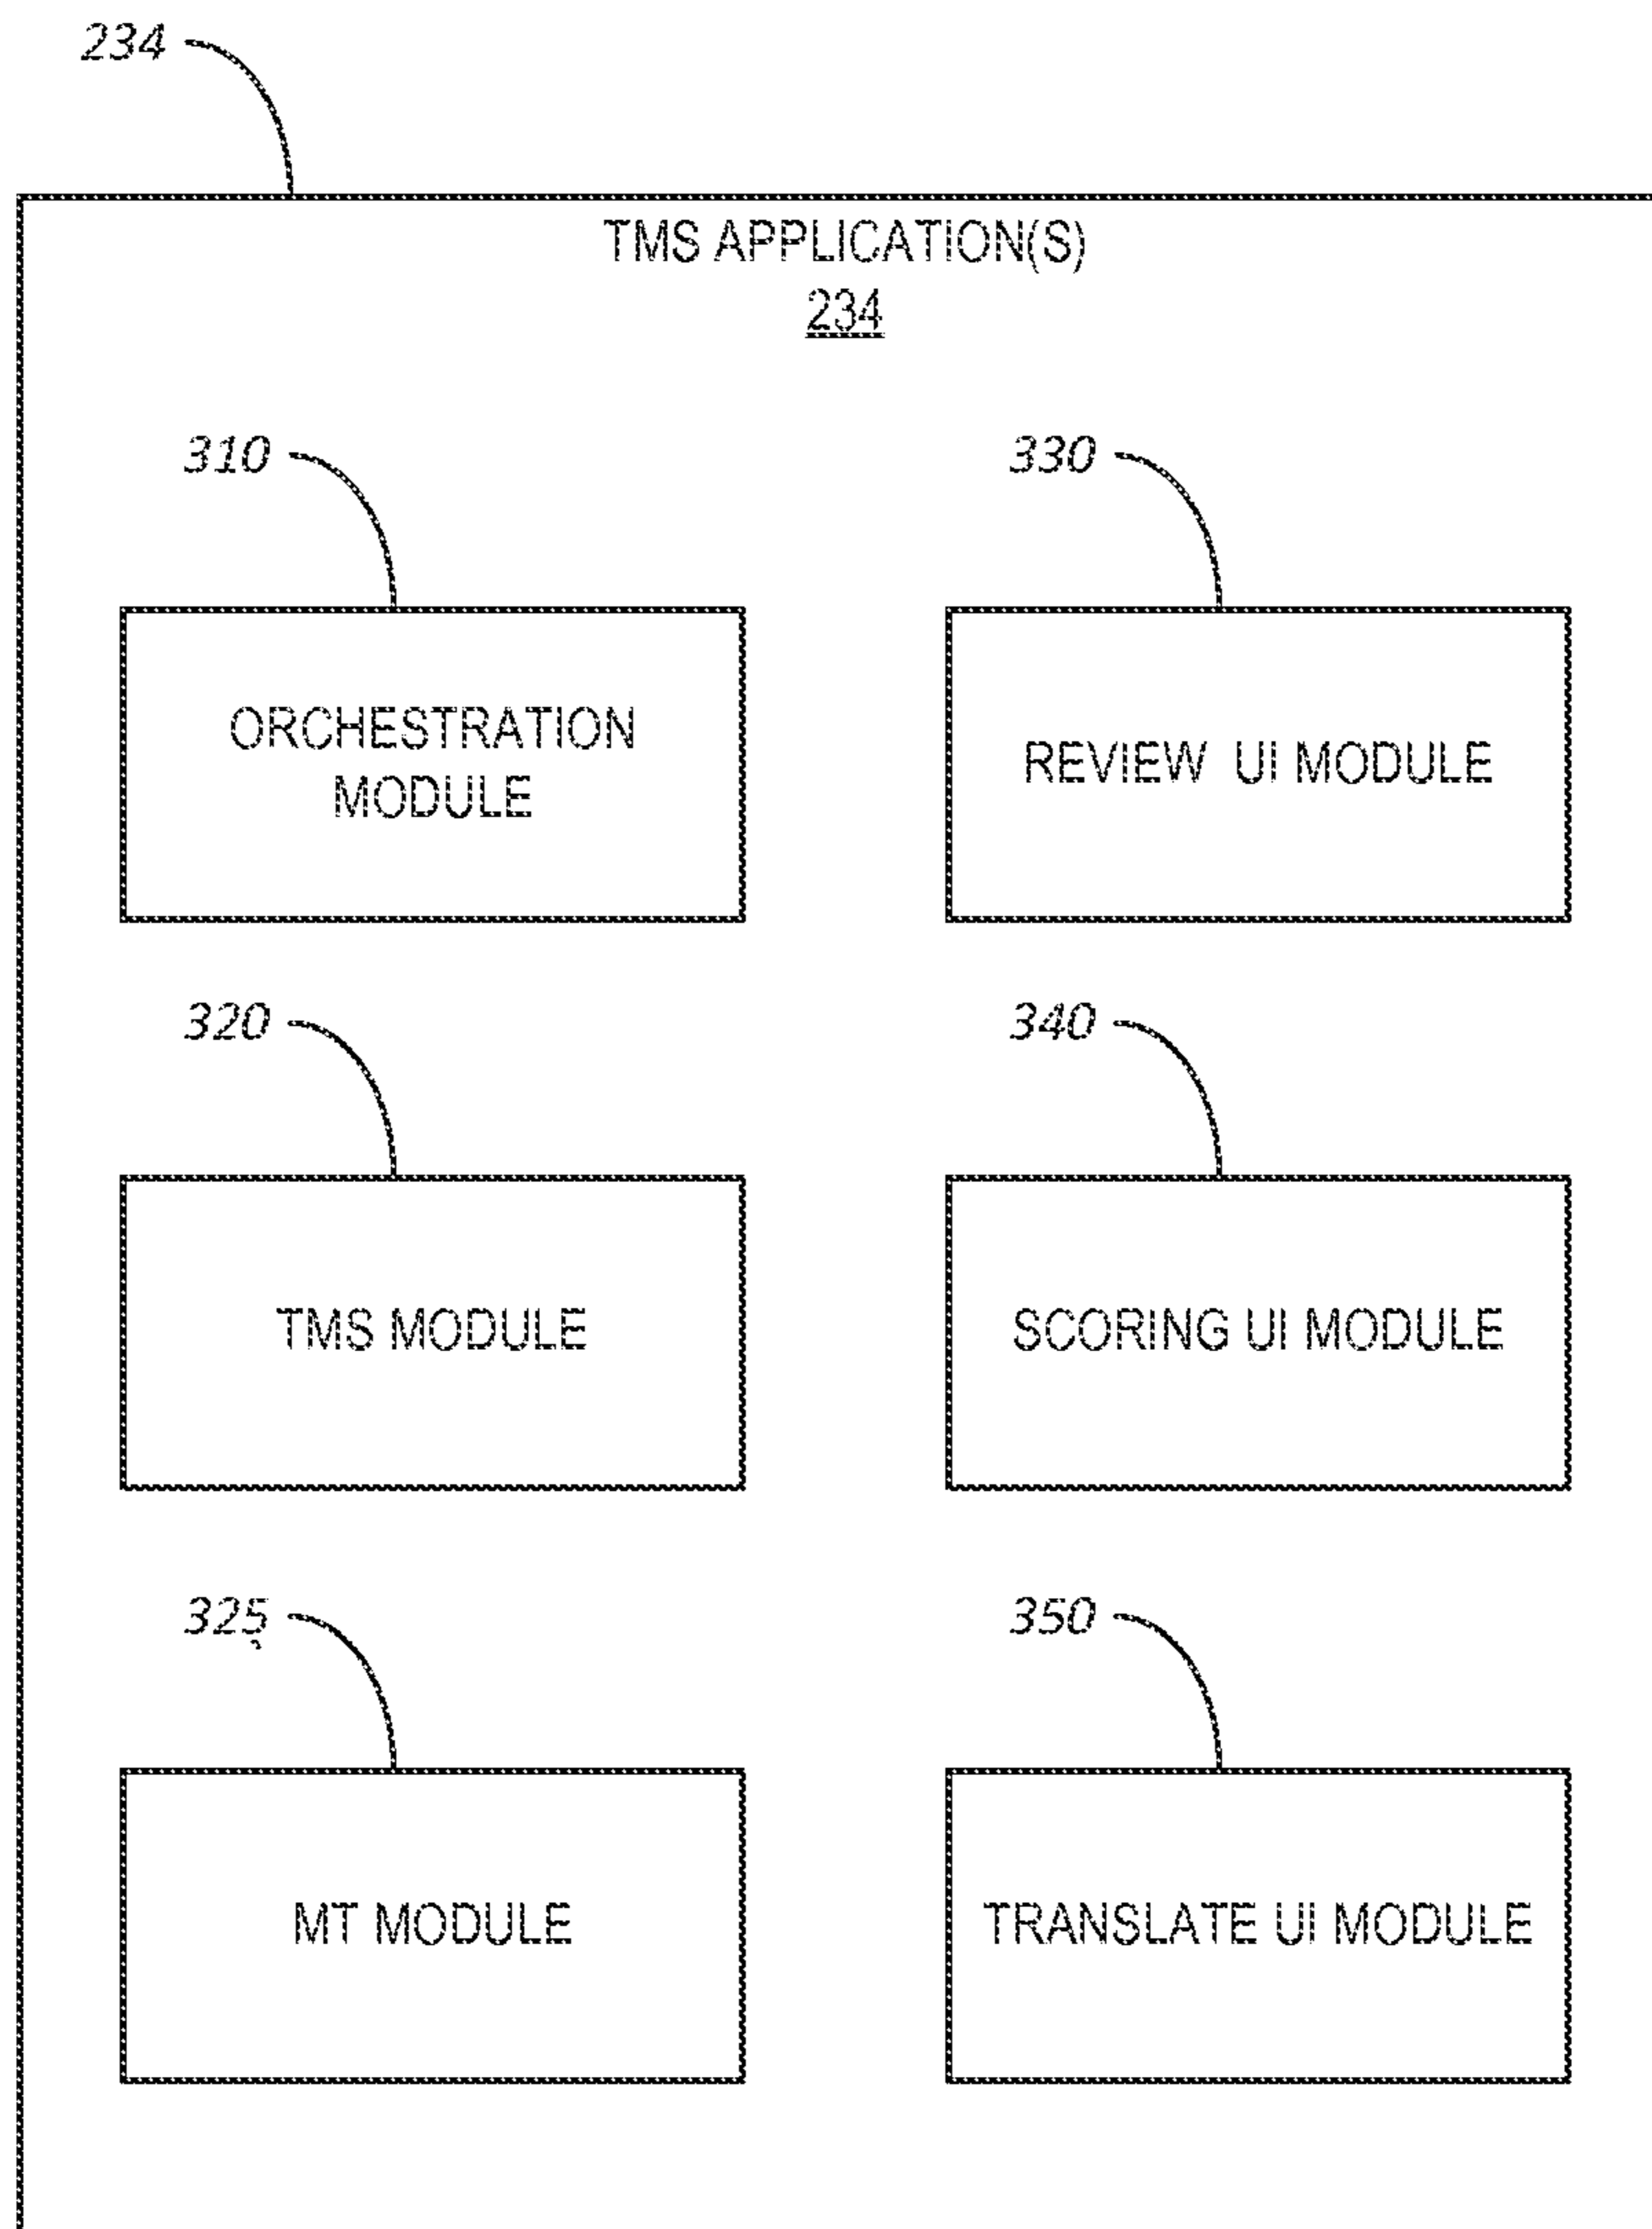 234
TMS APPLICATION(S)
234
310
330
ORCHESTRATION
MODULE
REVIEW UI MODULE
320
340
TMS MODULE
SCORING UI MODULE
325
350
MT MODULE
TRANSLATE UI MODULE